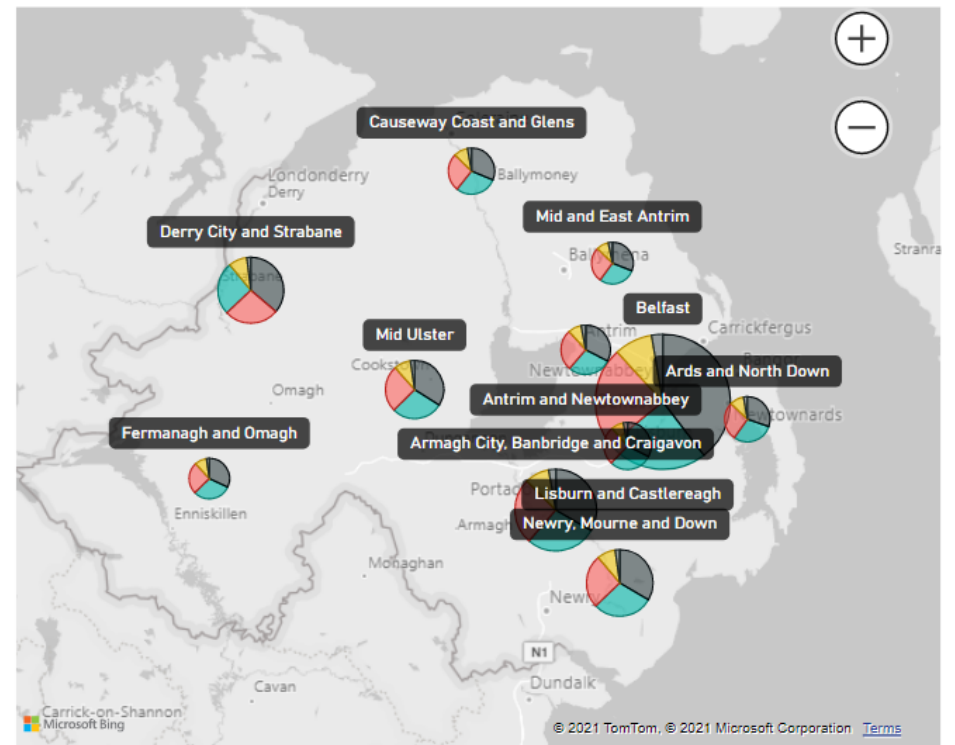 Causeway Coast and Glens
Londonderry
Derry
Ballymoney
Mid and East Antrim
Derry City and Strabane
Stranra
Strabane
Belfast
Mid Ulster
Antrim
Carrickfergus
Cookstown
Newtownabbey
Bangor
Ards and North Down
Omagh
Antrim and Newtownabbey
Newtownards
Fermanagh and Omagh
Armagh City, Banbridge and Craigavon
Lisburn and Castlereagh
Enniskillen
Armagh
Newry, Mourne and Down
Monaghan
Newry
N1
Cavan
Dundalk
Carrick-on-Shannon
Microsoft Bing
© 2021 TomTom, © 2021 Microsoft Corporation Terms